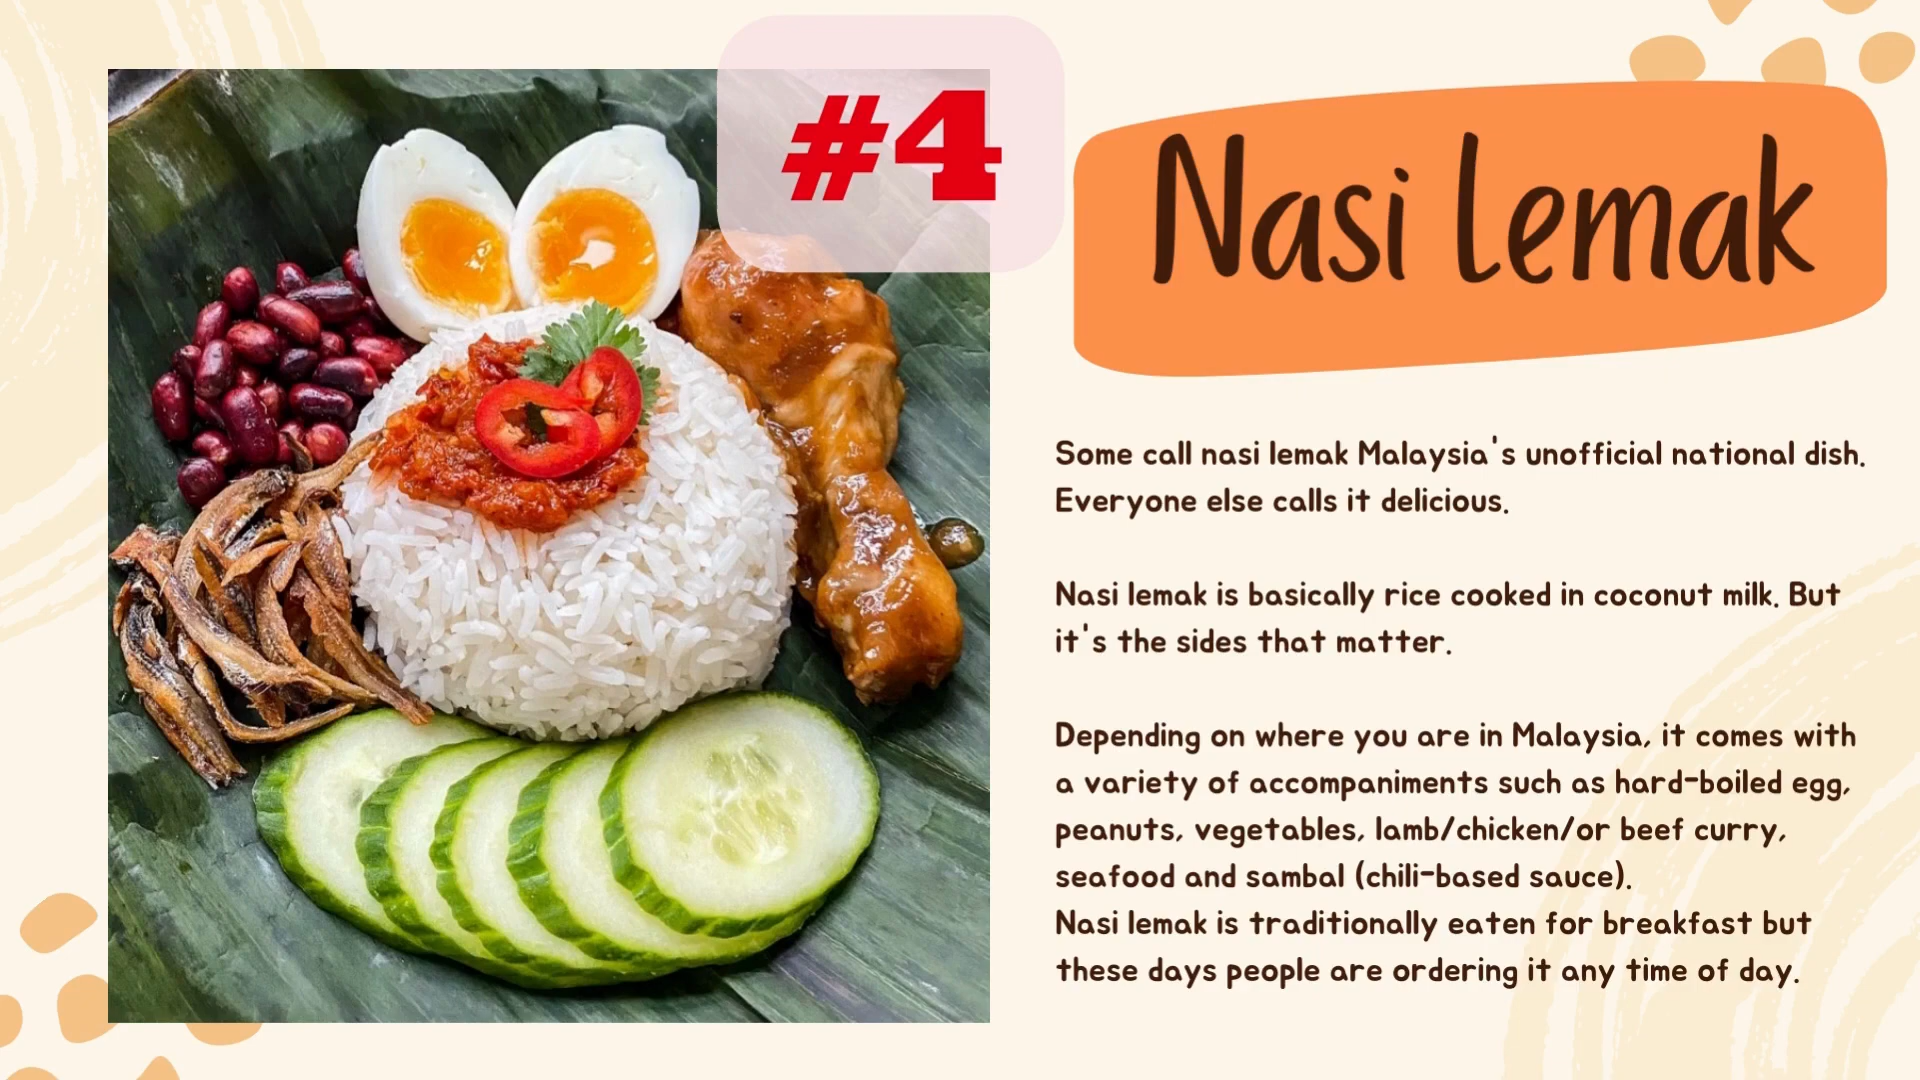 #4
Nasi Lemak
Some call nasi lemak Malaysia's unofficial national dish.
Everyone else calls it delicious.
Nasi lemak is basically rice cooked in coconut milk. But
it's the sides that matter.
Depending on where you are in Malaysia, it comes with
a variety of accompaniments such as hard-boiled egg,
peanuts, vegetables, lamb/chicken/or beef curry,
seafood and sambal (chili-based sauce).
Nasi lemak is traditionally eaten for breakfast but
these days people are ordering it any time of day.